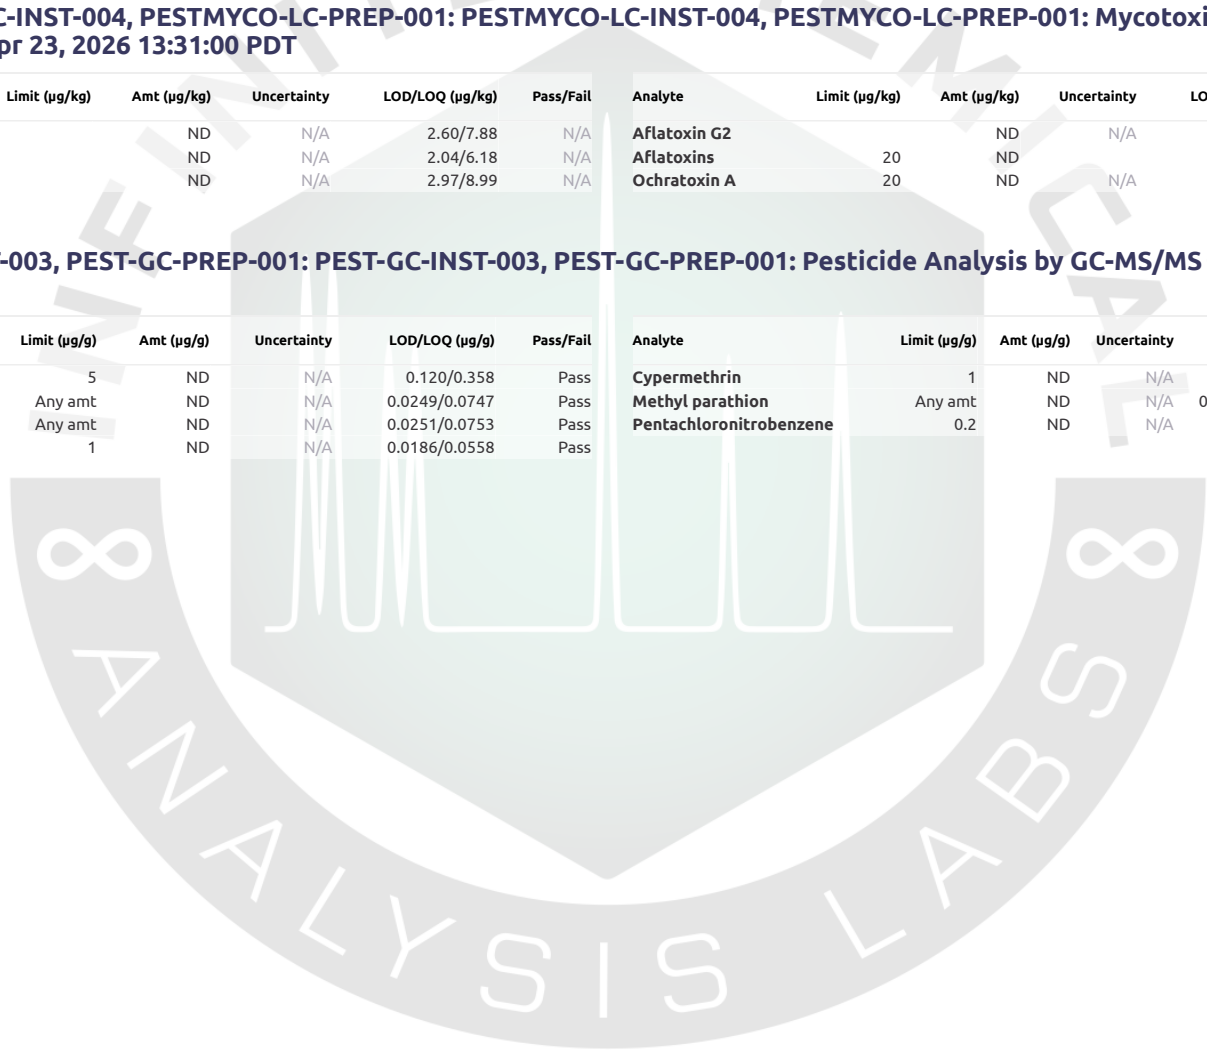 C-INST-004, PESTMYCO-LC-PREP-001: PESTMYCO-LC-INST-004, PESTMYCO-LC-PREP-001: Mycotoxi
pr 23, 2026 13:31:00 PDT
Limit (µg/kg) Amt (µg/kg) Uncertainty LOD/LOQ (µg/kg) Pass/Fail Analyte Limit (µg/kg) Amt (µg/kg) Uncertainty LO
ND N/A 2.60/7.88 N/A Aflatoxin G2 ND N/A
ND N/A 2.04/6.18 N/A Aflatoxins 20 ND
ND N/A 2.97/8.99 N/A Ochratoxin A 20 ND N/A
-003, PEST-GC-PREP-001: PEST-GC-INST-003, PEST-GC-PREP-001: Pesticide Analysis by GC-MS/MS
Limit (µg/g) Amt (µg/g) Uncertainty LOD/LOQ (µg/g) Pass/Fail Analyte Limit (µg/g) Amt (µg/g) Uncertainty
5 ND N/A 0.120/0.358 Pass Cypermethrin 1 ND N/A
Any amt ND N/A 0.0249/0.0747 Pass Methyl parathion Any amt ND N/A 0
Any amt ND N/A 0.0251/0.0753 Pass Pentachloronitrobenzene 0.2 ND N/A
1 ND N/A 0.0186/0.0558 Pass
INFINITE CHEMICAL
ANALYSIS LABS